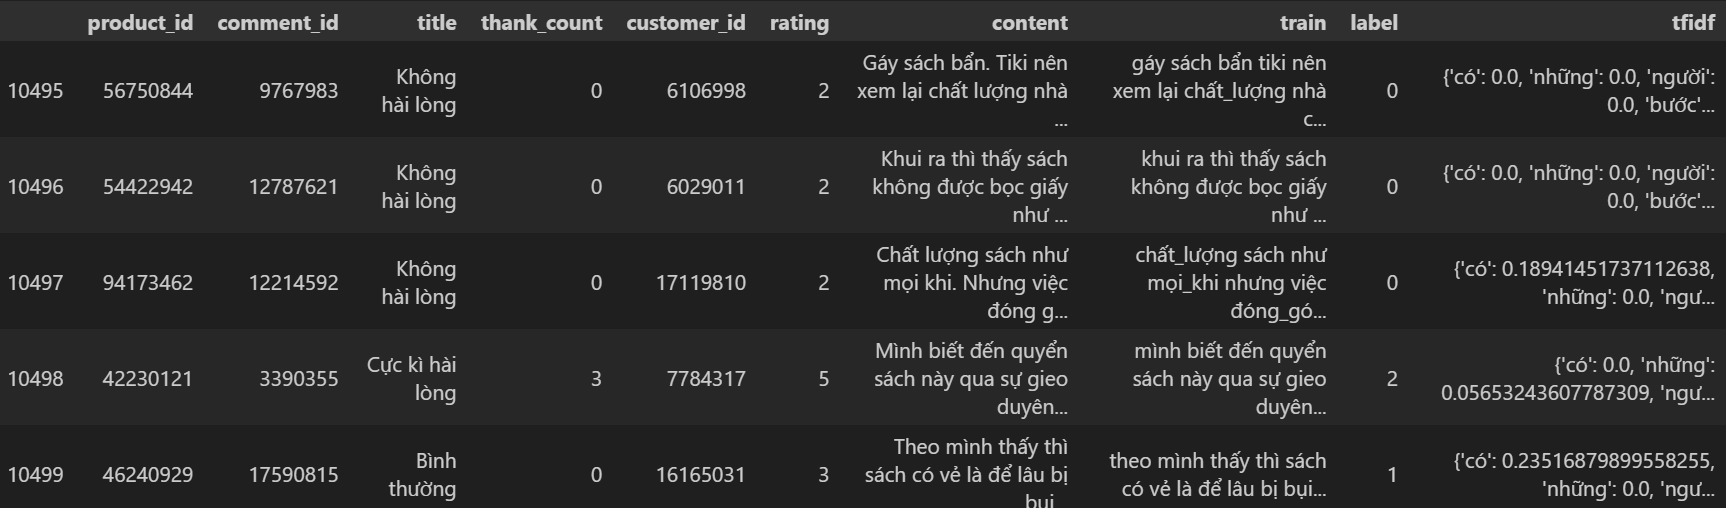 product_id comment_id title thank_count customer_id rating content train label tfidf
10495 56750844 9767983 Không hài lòng 0 6106998 2 Gáy sách bẩn. Tiki nên xem lại chất lượng nhà ... gáy sách bẩn tiki nên xem lại chất_lượng nhà c... 0 {'có': 0.0, 'những': 0.0, 'người': 0.0, 'bước'...
10496 54422942 12787621 Không hài lòng 0 6029011 2 Khui ra thì thấy sách không được bọc giấy như ... khui ra thì thấy sách không được bọc giấy như ... 0 {'có': 0.0, 'những': 0.0, 'người': 0.0, 'bước'...
10497 94173462 12214592 Không hài lòng 0 17119810 2 Chất lượng sách như mọi khi. Nhưng việc đóng g... chất_lượng sách như mọi_khi nhưng việc đóng_gó... 0 {'có': 0.18941451737112638, 'những': 0.0, 'ngư...
10498 42230121 3390355 Cực kì hài lòng 3 7784317 5 Mình biết đến quyển sách này qua sự gieo duyên... mình biết đến quyển sách này qua sự gieo duyên... 2 {'có': 0.0, 'những': 0.05653243607787309, 'ngư...
10499 46240929 17590815 Bình thường 0 16165031 3 Theo mình thấy thì sách có vẻ là để lâu bị bụi... theo mình thấy thì sách có vẻ là để lâu bị bụi... 1 {'có': 0.23516879899558255, 'những': 0.0, 'ngư...